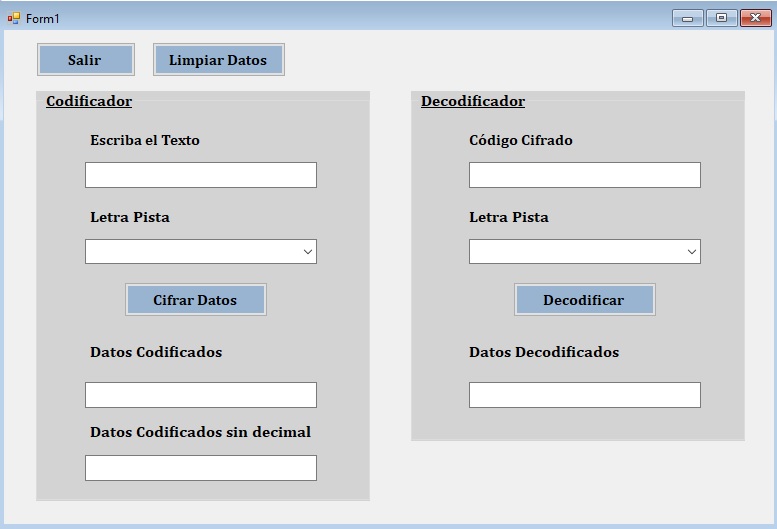 Form1
Salir
Limpiar Datos
Codificador
Escriba el Texto
Letra Pista
Cifrar Datos
Datos Codificados
Datos Codificados sin decimal
Decodificador
Código Cifrado
Letra Pista
Decodificar
Datos Decodificados